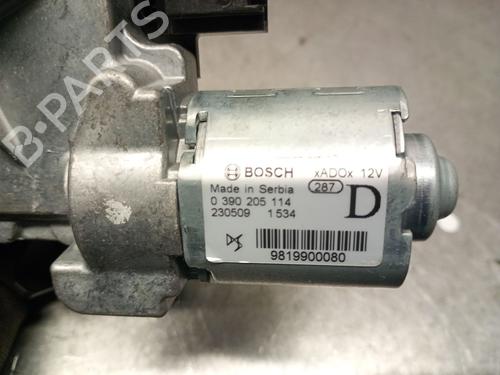 B-PARTS
BOSCH xADOx 12V
Made in Serbia 287
0 390 205 114 D
230509 1534
9819900080